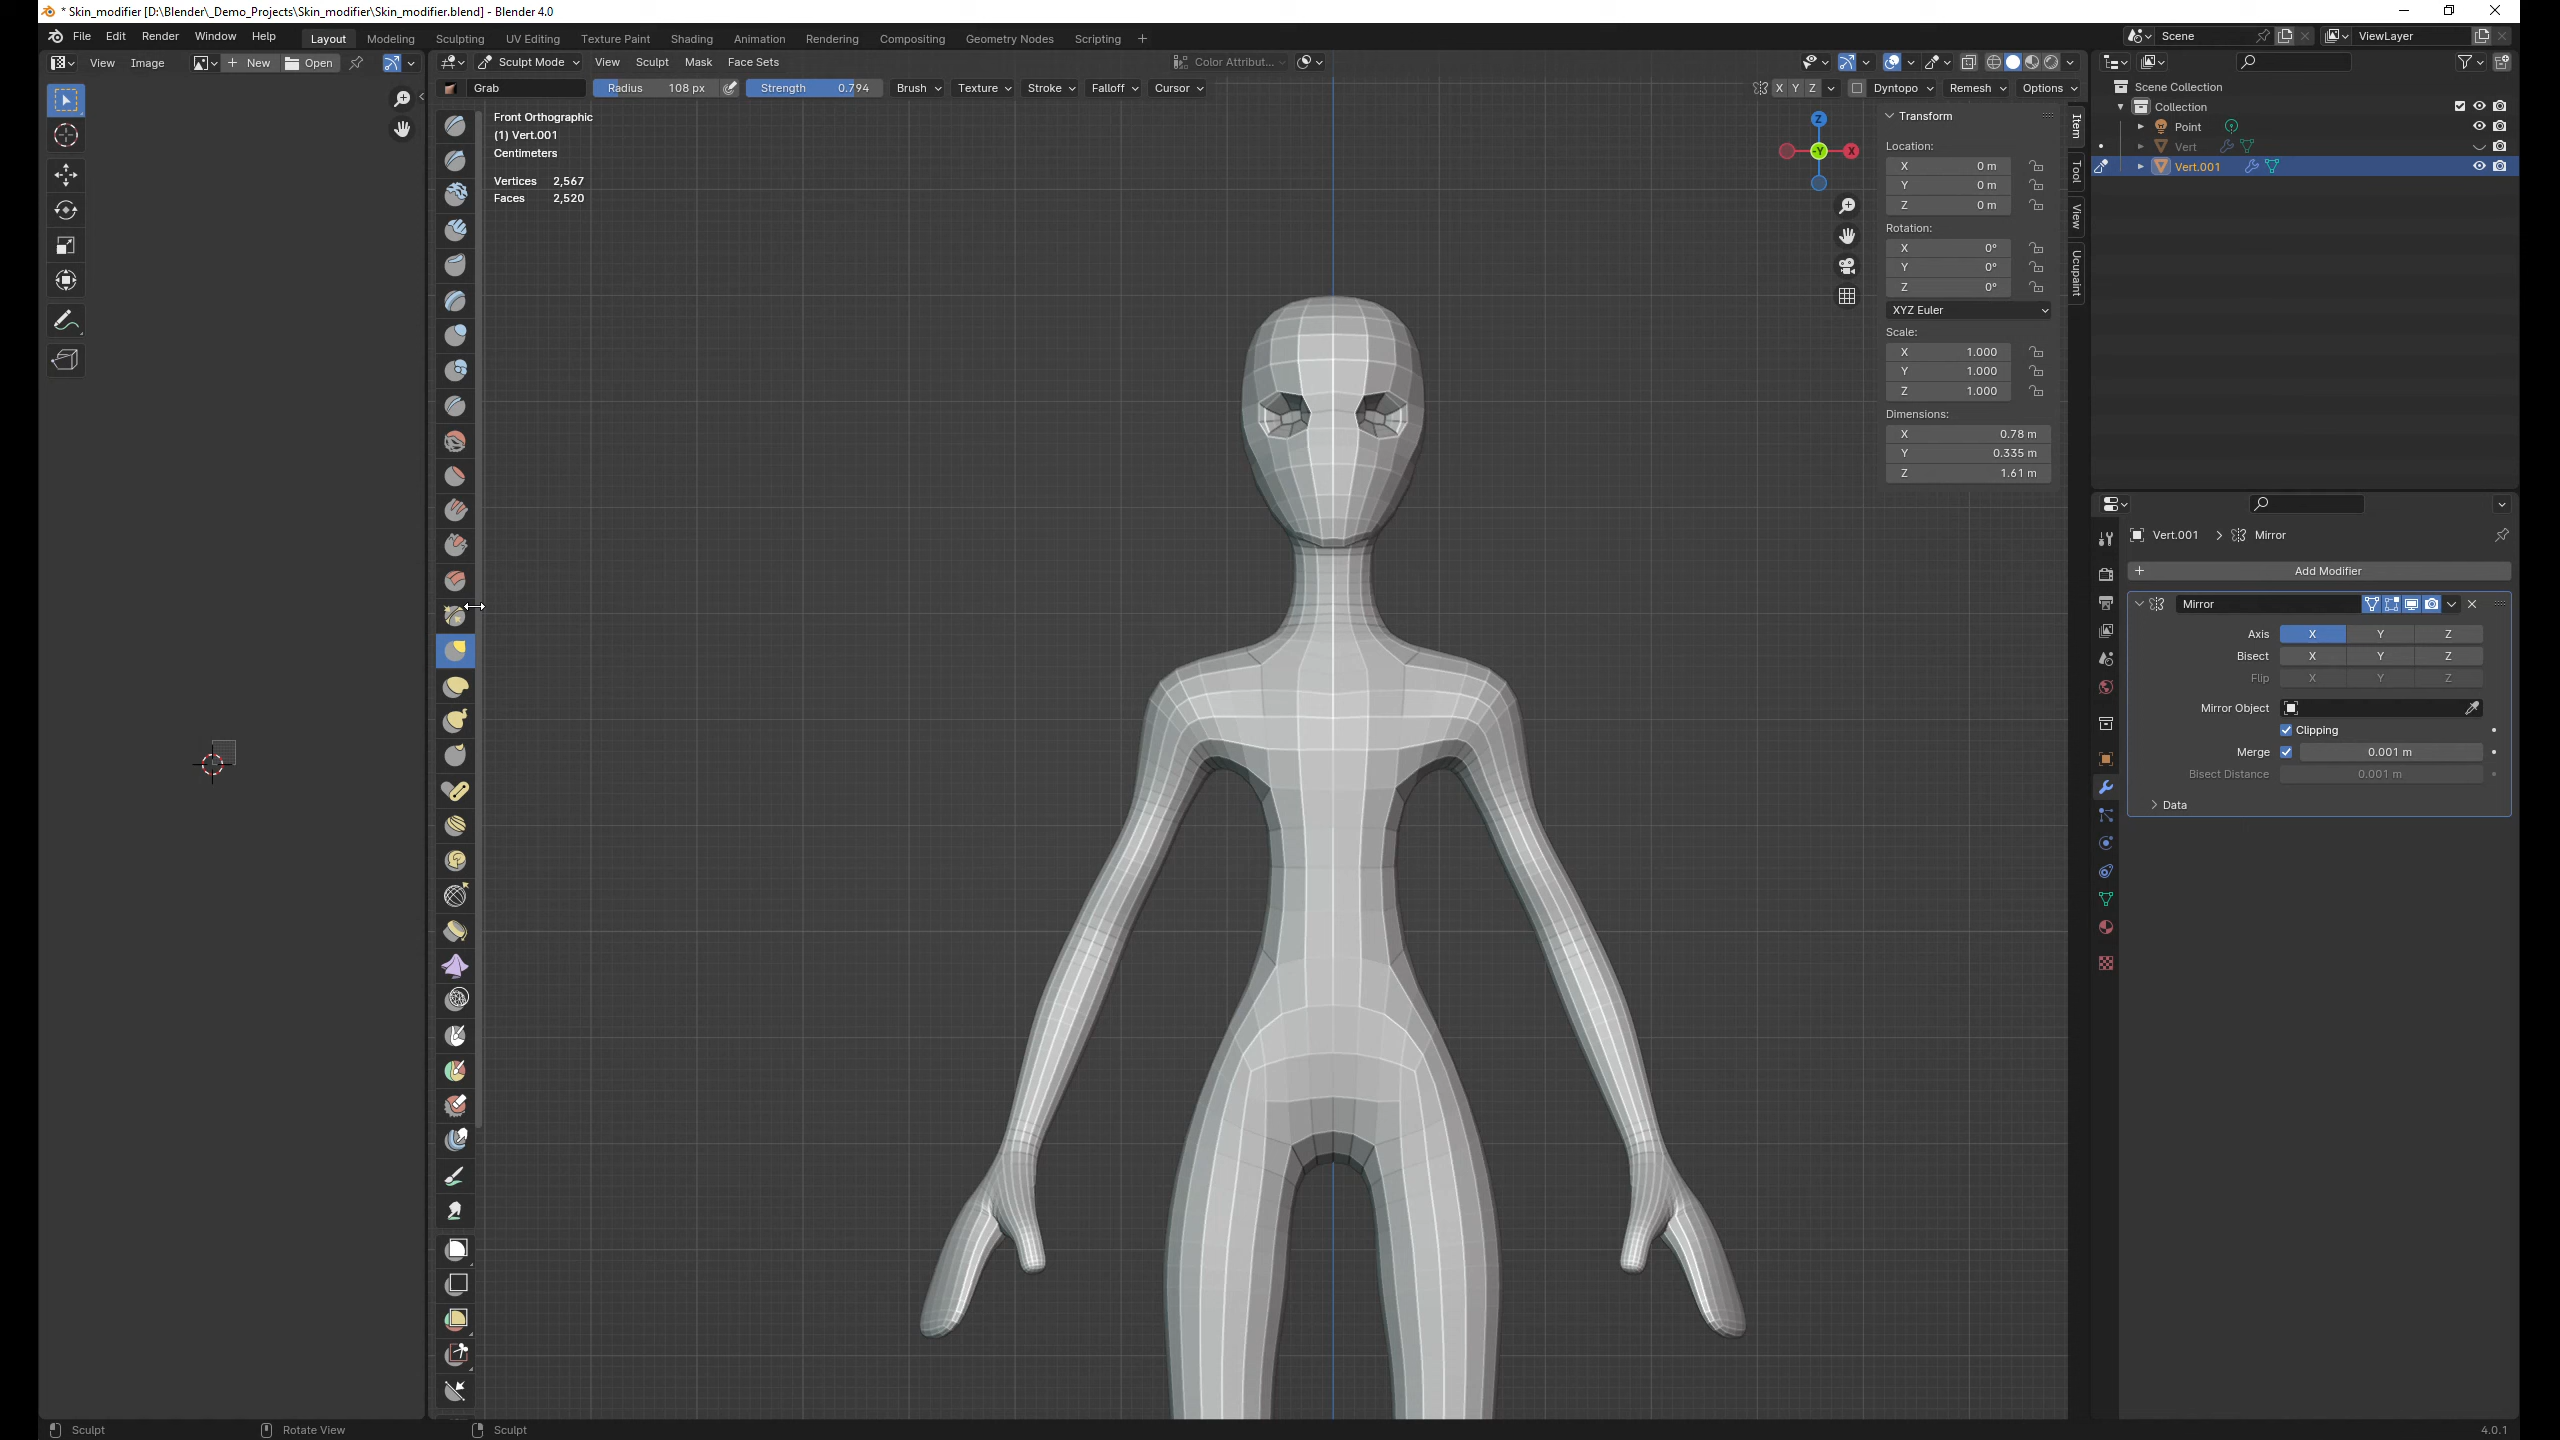 * Skin_modifier [D:\Blender\_Demo_Projects\Skin_modifier\Skin_modifier.blend] - Blender 4.0
File Edit Render Window Help Layout Modeling Sculpting UV Editing Texture Paint Shading Animation Rendering Compositing Geometry Nodes Scripting + Scene ViewLayer
View Image + New Open Sculpt Mode View Sculpt Mask Face Sets Color Attribut...
Grab Radius 108 px Strength 0.794 Brush Texture Stroke Falloff Cursor X Y Z Dyntopo Remesh Options
Front Orthographic
(1) Vert.001
Centimeters
Vertices 2,567
Faces 2,520
Z
-Y X
Transform
Location:
X 0 m
Y 0 m
Z 0 m
Rotation:
X 0°
Y 0°
Z 0°
XYZ Euler
Scale:
X 1.000
Y 1.000
Z 1.000
Dimensions:
X 0.78 m
Y 0.335 m
Z 1.61 m
Item
Tool
View
Ucupaint
Scene Collection
Collection
Point
Vert
Vert.001
Vert.001 > Mirror
+ Add Modifier
Mirror
Axis X Y Z
Bisect X Y Z
Flip X Y Z
Mirror Object
Clipping
Merge 0.001 m
Bisect Distance 0.001 m
Data
Sculpt Rotate View Sculpt 4.0.1